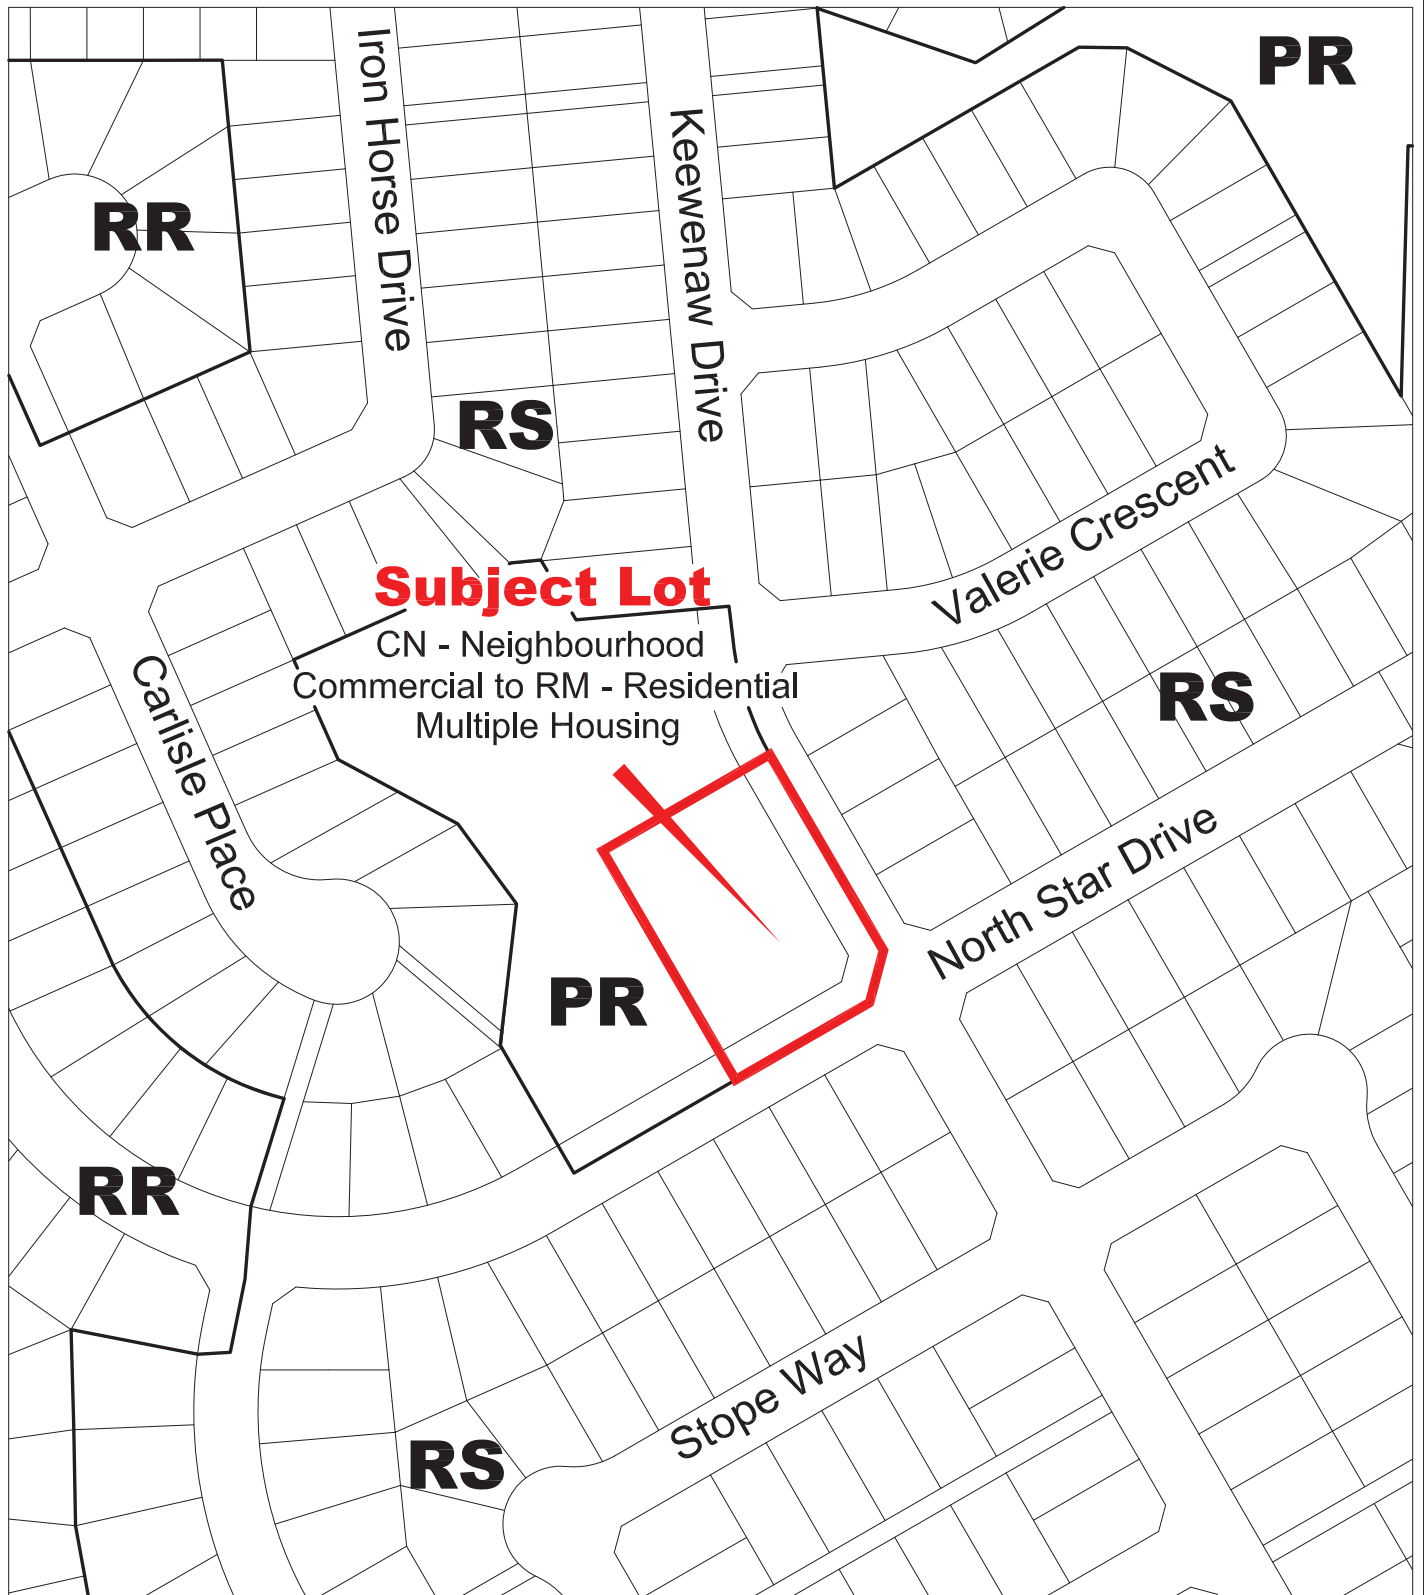 PR
Iron Horse Drive
Keewenaw Drive
RR
RS
Valerie Crescent
Subject Lot
CN - Neighbourhood
Commercial to RM - Residential
Multiple Housing
Carlisle Place
RS
North Star Drive
PR
RR
Stope Way
RS